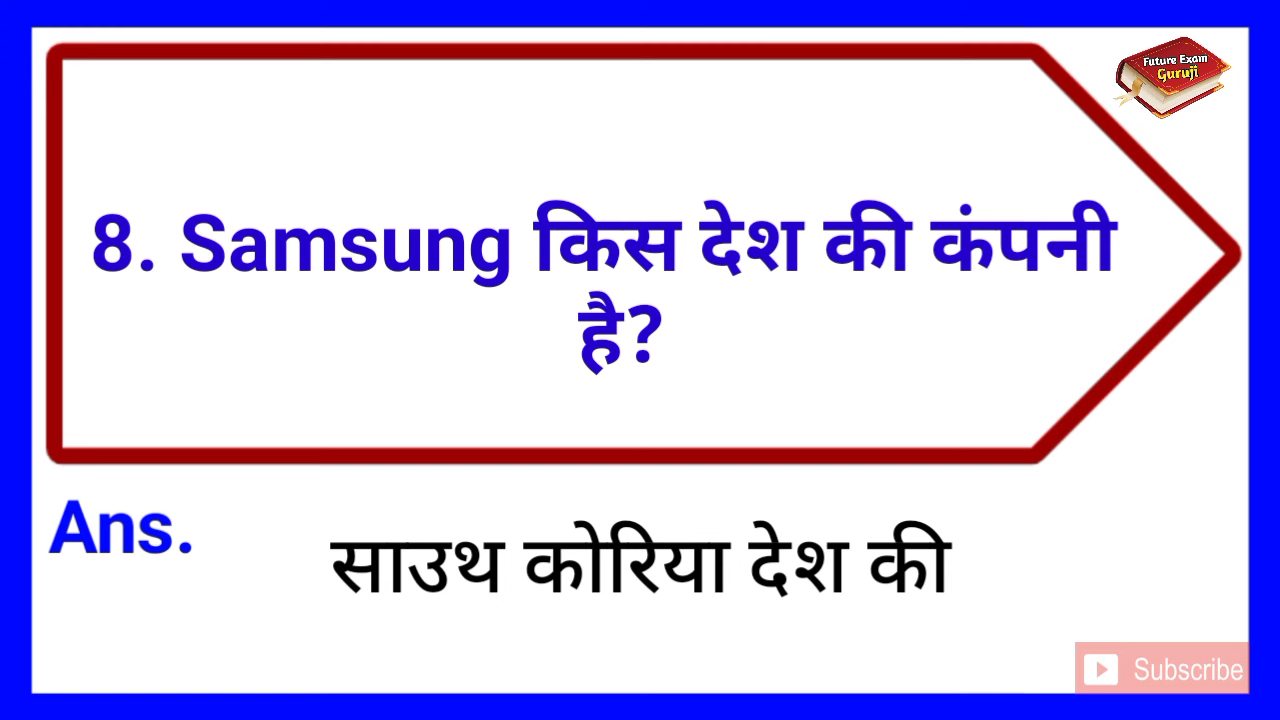 Future Exam
Guruji
8. Samsung किस देश की कंपनी
है?
Ans.
साउथ कोरिया देश की
Subscribe